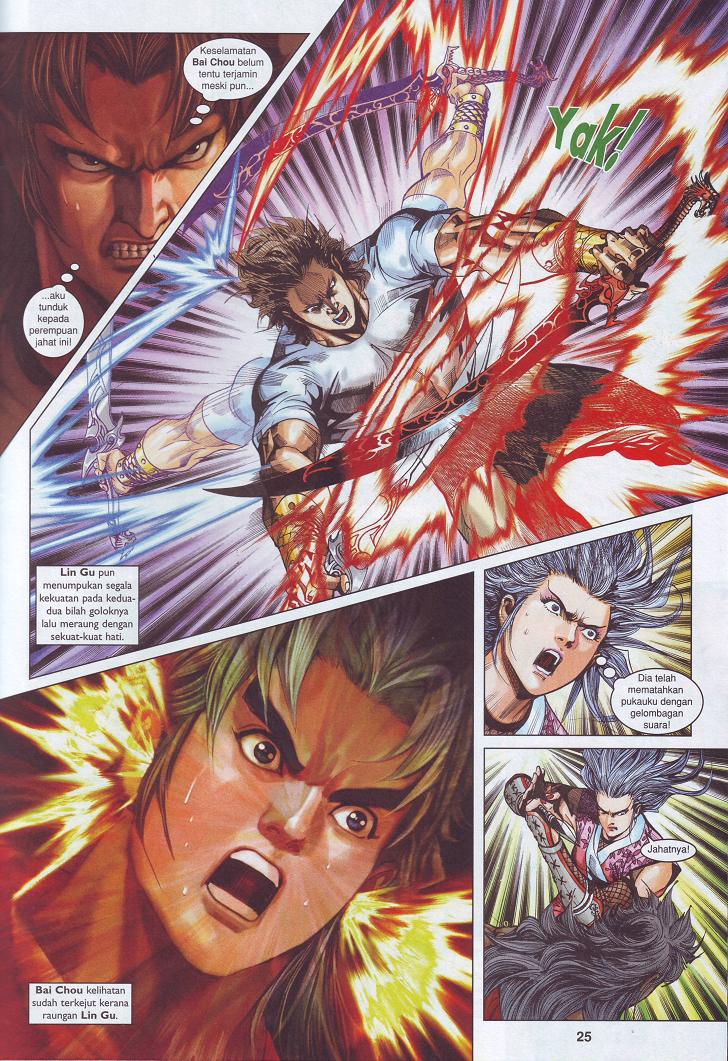 Keselamatan
Bai Chou belum
tentu terjamin
meski pun...
...aku
tunduk
kepada
perempuan
jahat ini!
Yak!
Lin Gu pun
menumpukan segala
kekuatan pada kedua-
dua bilah goloknya
lalu meraung dengan
sekuat-kuat hati.
Dia telah
mematahkan
pukauku dengan
gelombagan
suara!
Jahatnya!
Bai Chou kelihatan
sudah terkejut kerana
raungan Lin Gu.
25